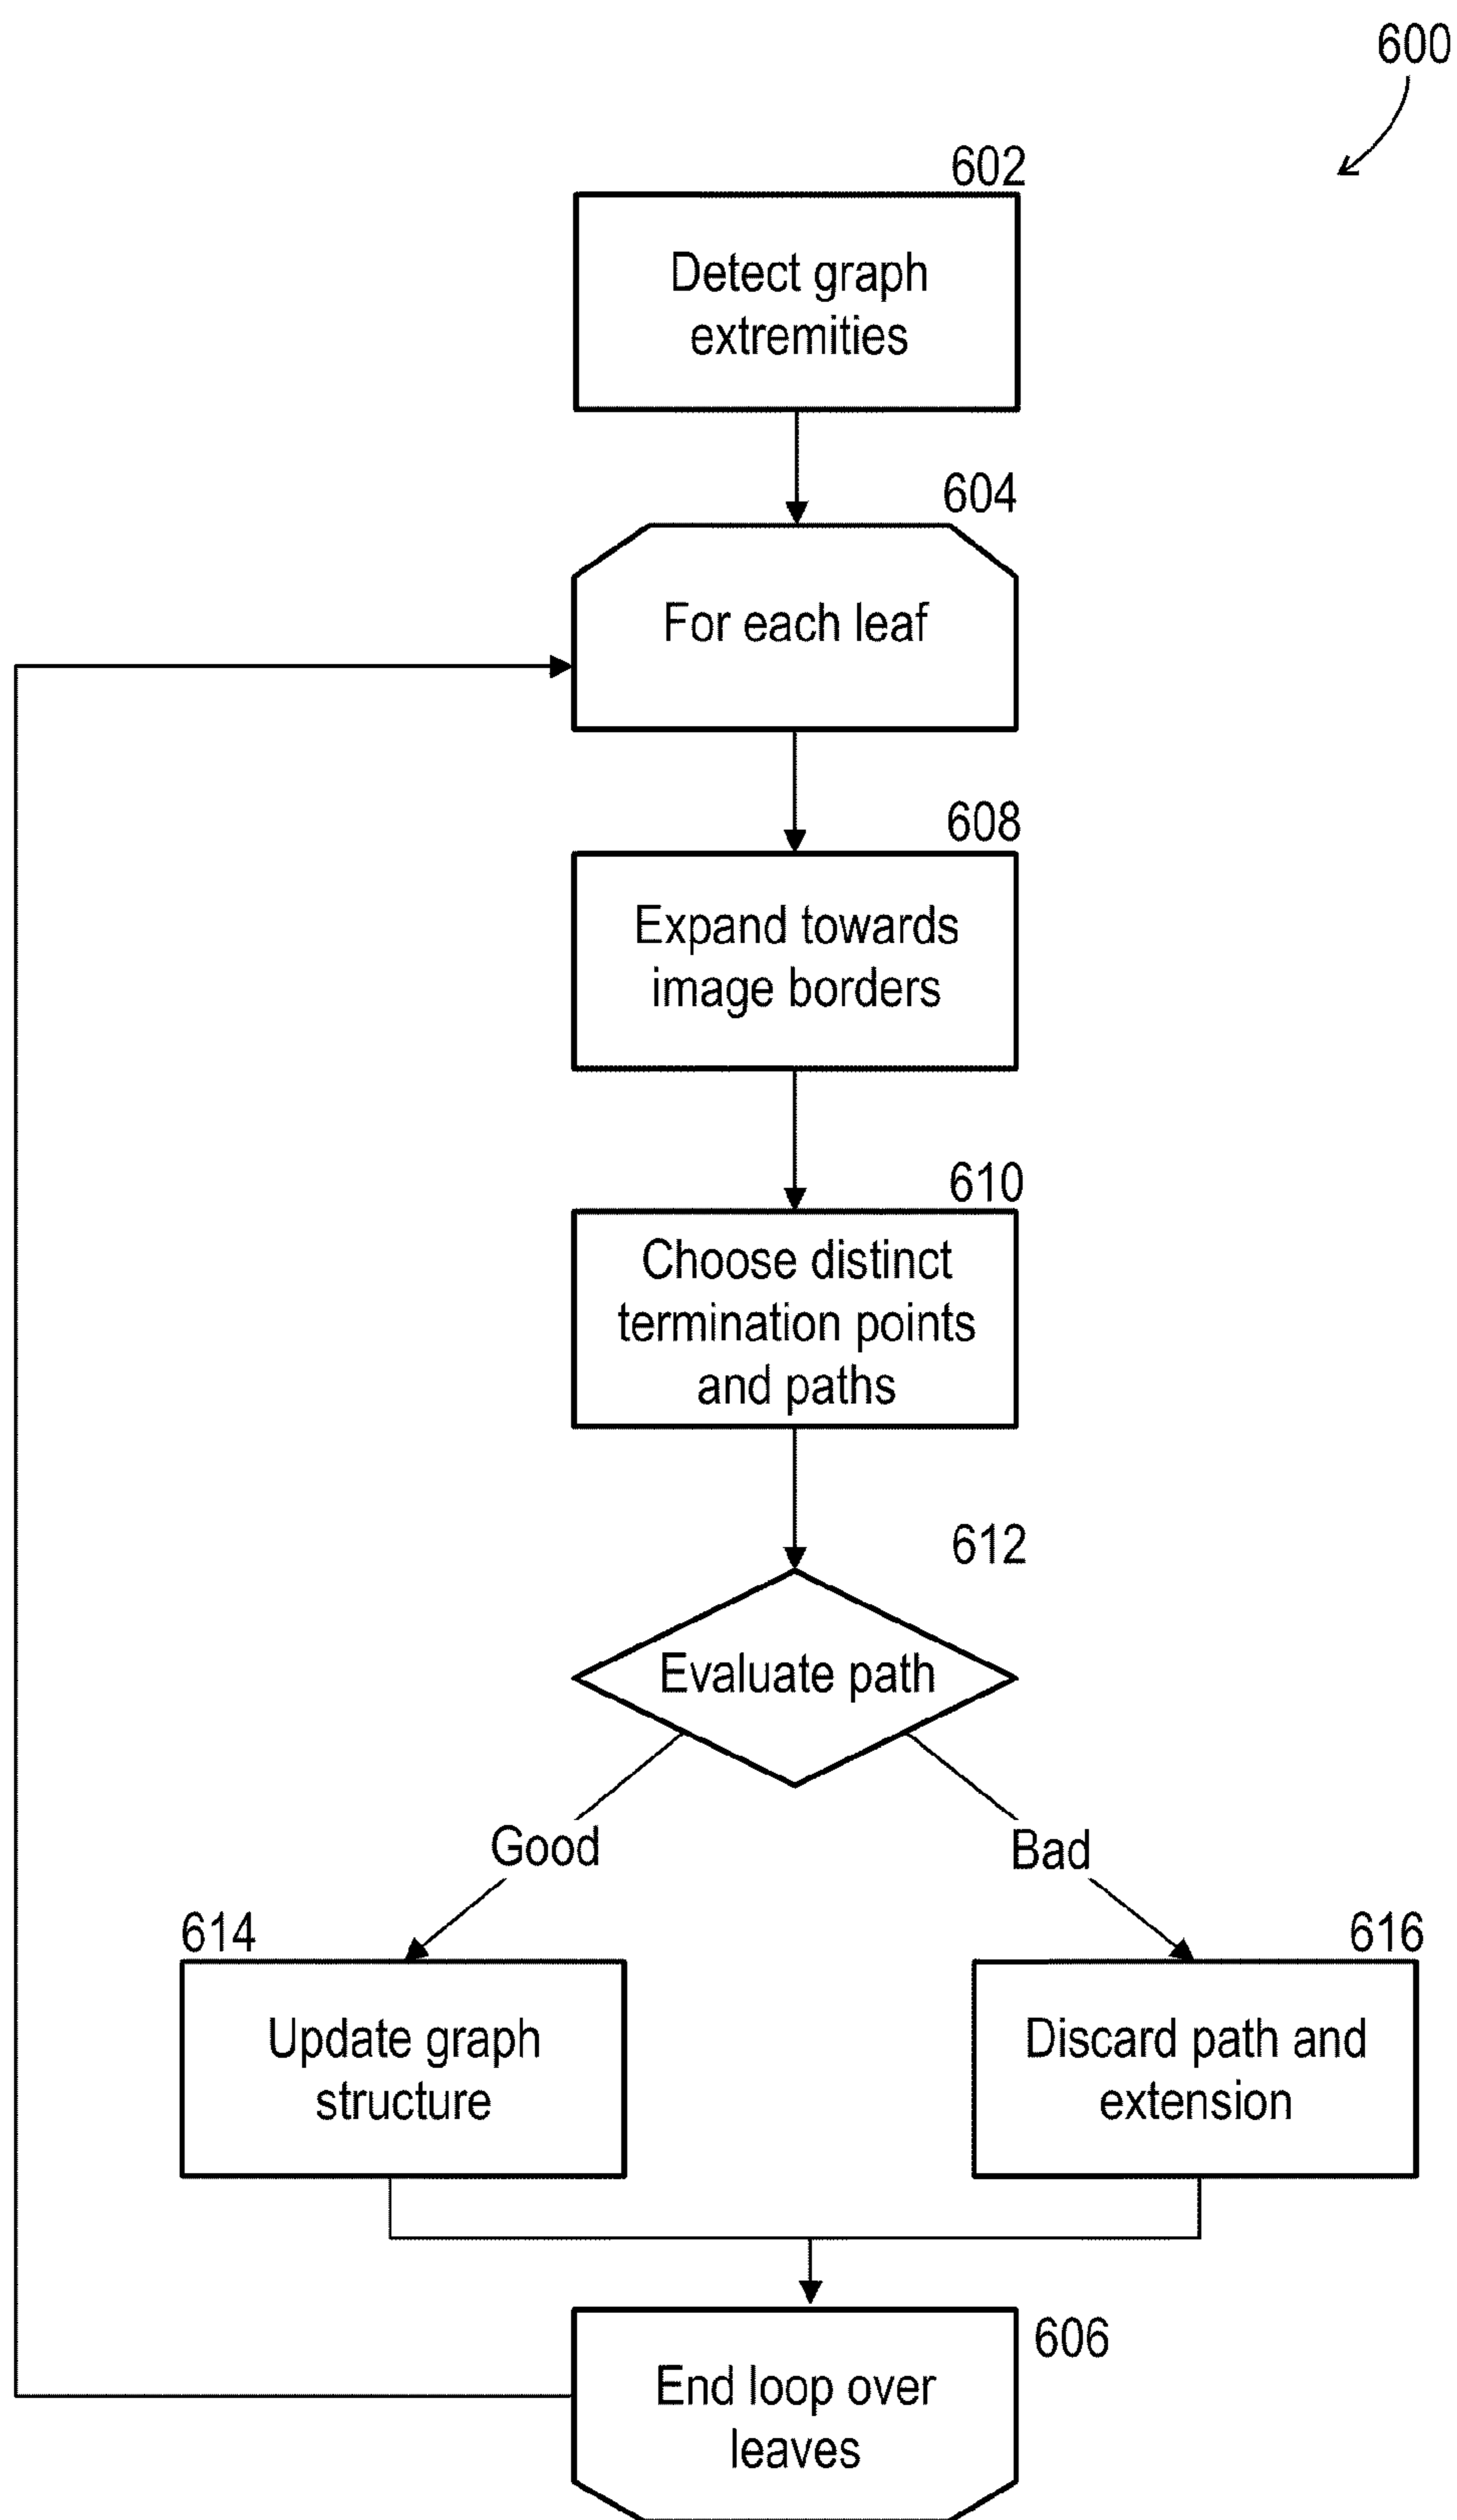 600
602
Detect graph
extremities
604
For each leaf
608
Expand towards
image borders
610
Choose distinct
termination points
and paths
612
Evaluate path
Good
Bad
614
616
Update graph
structure
Discard path and
extension
606
End loop over
leaves